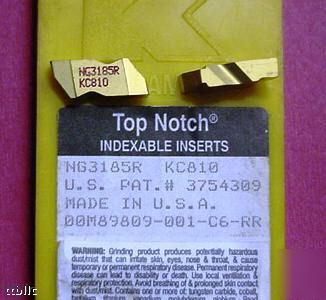 NG3185R
KC810
Top Notch®
INDEXABLE INSERTS
NG3185R KC810
U.S. PAT.# 3754309
MADE IN U.S.A.
00M89809-001-C6-RR
WARNING: Grinding product produces potentially hazardous
dust/mist that can irritate skin, eyes, nose & throat, & cause
temporary or permanent respiratory disease. Permanent respiratory
disease can lead to disability or death. Use local ventilation &
respiratory protection. Avoid breathing of & prolonged skin contact
with dust/mist. Contains one or more of: tungsten carbide, cobalt,